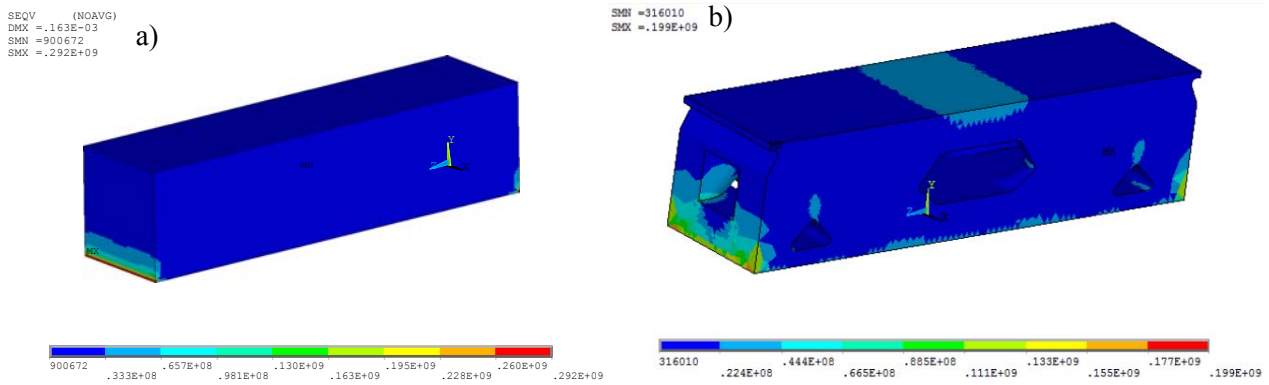 SEQV (NOAVG)
DMX =.163E-03
SMN =900672
SMX =.292E+09
a)
MN
Y
Z X
MX
900672 .657E+08 .130E+09 .195E+09 .260E+09
.333E+08 .981E+08 .163E+09 .228E+09 .292E+09
SMN =316010
SMX =.199E+09
b)
MX
Y
Z X
316010 .444E+08 .885E+08 .133E+09 .177E+09
.224E+08 .665E+08 .111E+09 .155E+09 .199E+09